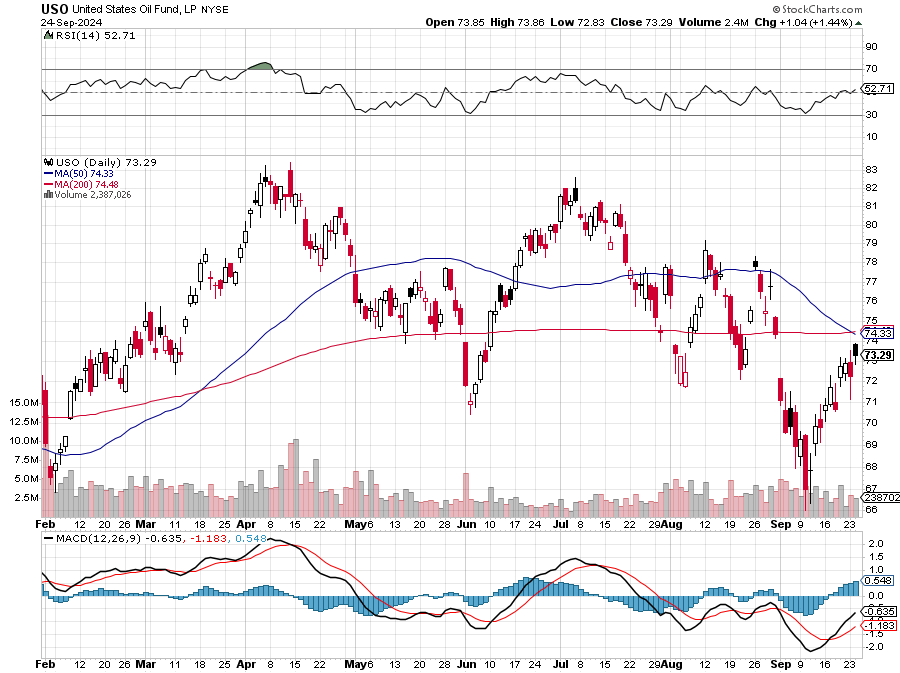 USO United States Oil Fund, LP NYSE © StockCharts.com
24-Sep-2024 Open 73.85 High 73.86 Low 72.83 Close 73.29 Volume 2.4M Chg +1.04 (+1.44%)
RSI(14) 52.71
90
70
52.71
30
10
USO (Daily) 73.29
MA(50) 74.33
MA(200) 74.48
Volume 2,387,026
83
82
81
80
79
78
77
76
75
74.33
74
73.29
72
71
70
69
68
67
238702
66
15.0M
12.5M
10.0M
7.5M
5.0M
2.5M
Feb 12 20 26 Mar 11 18 25 Apr 8 15 22 May 6 13 20 28 Jun 10 17 24 Jul 8 15 22 29 Aug 12 19 26 Sep 9 16 23
MACD(12,26,9) -0.635, -1.183, 0.548
2.0
1.5
1.0
0.548
0.0
-0.635
-1.183
-1.5
-2.0
Feb 12 20 26 Mar 11 18 25 Apr 8 15 22 May 6 13 20 28 Jun 10 17 24 Jul 8 15 22 29 Aug 12 19 26 Sep 9 16 23